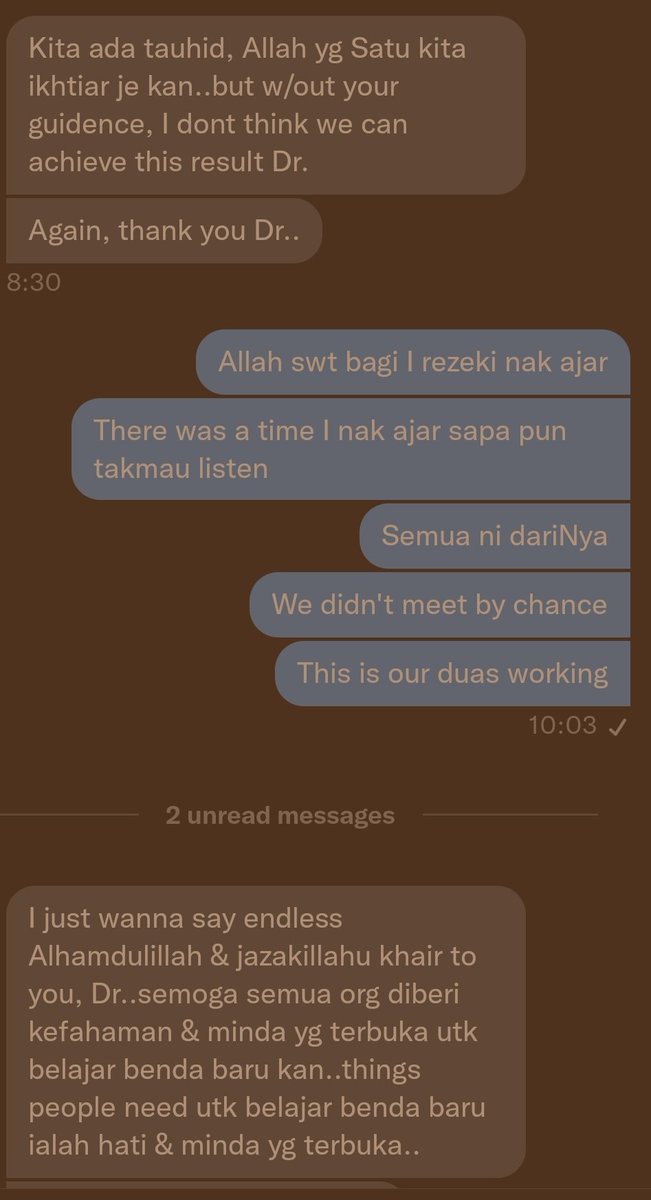 Kita ada tauhid, Allah yg Satu kita
ikhtiar je kan..but w/out your
guidence, I dont think we can
achieve this result Dr.
Again, thank you Dr..
8:30
Allah swt bagi I rezeki nak ajar
There was a time I nak ajar sapa pun
takmau listen
Semua ni dariNya
We didn't meet by chance
This is our duas working
10:03
2 unread messages
I just wanna say endless
Alhamdulillah & jazakillahu khair to
you, Dr..semoga semua org diberi
kefahaman & minda yg terbuka utk
belajar benda baru kan..things
people need utk belajar benda baru
ialah hati & minda yg terbuka..